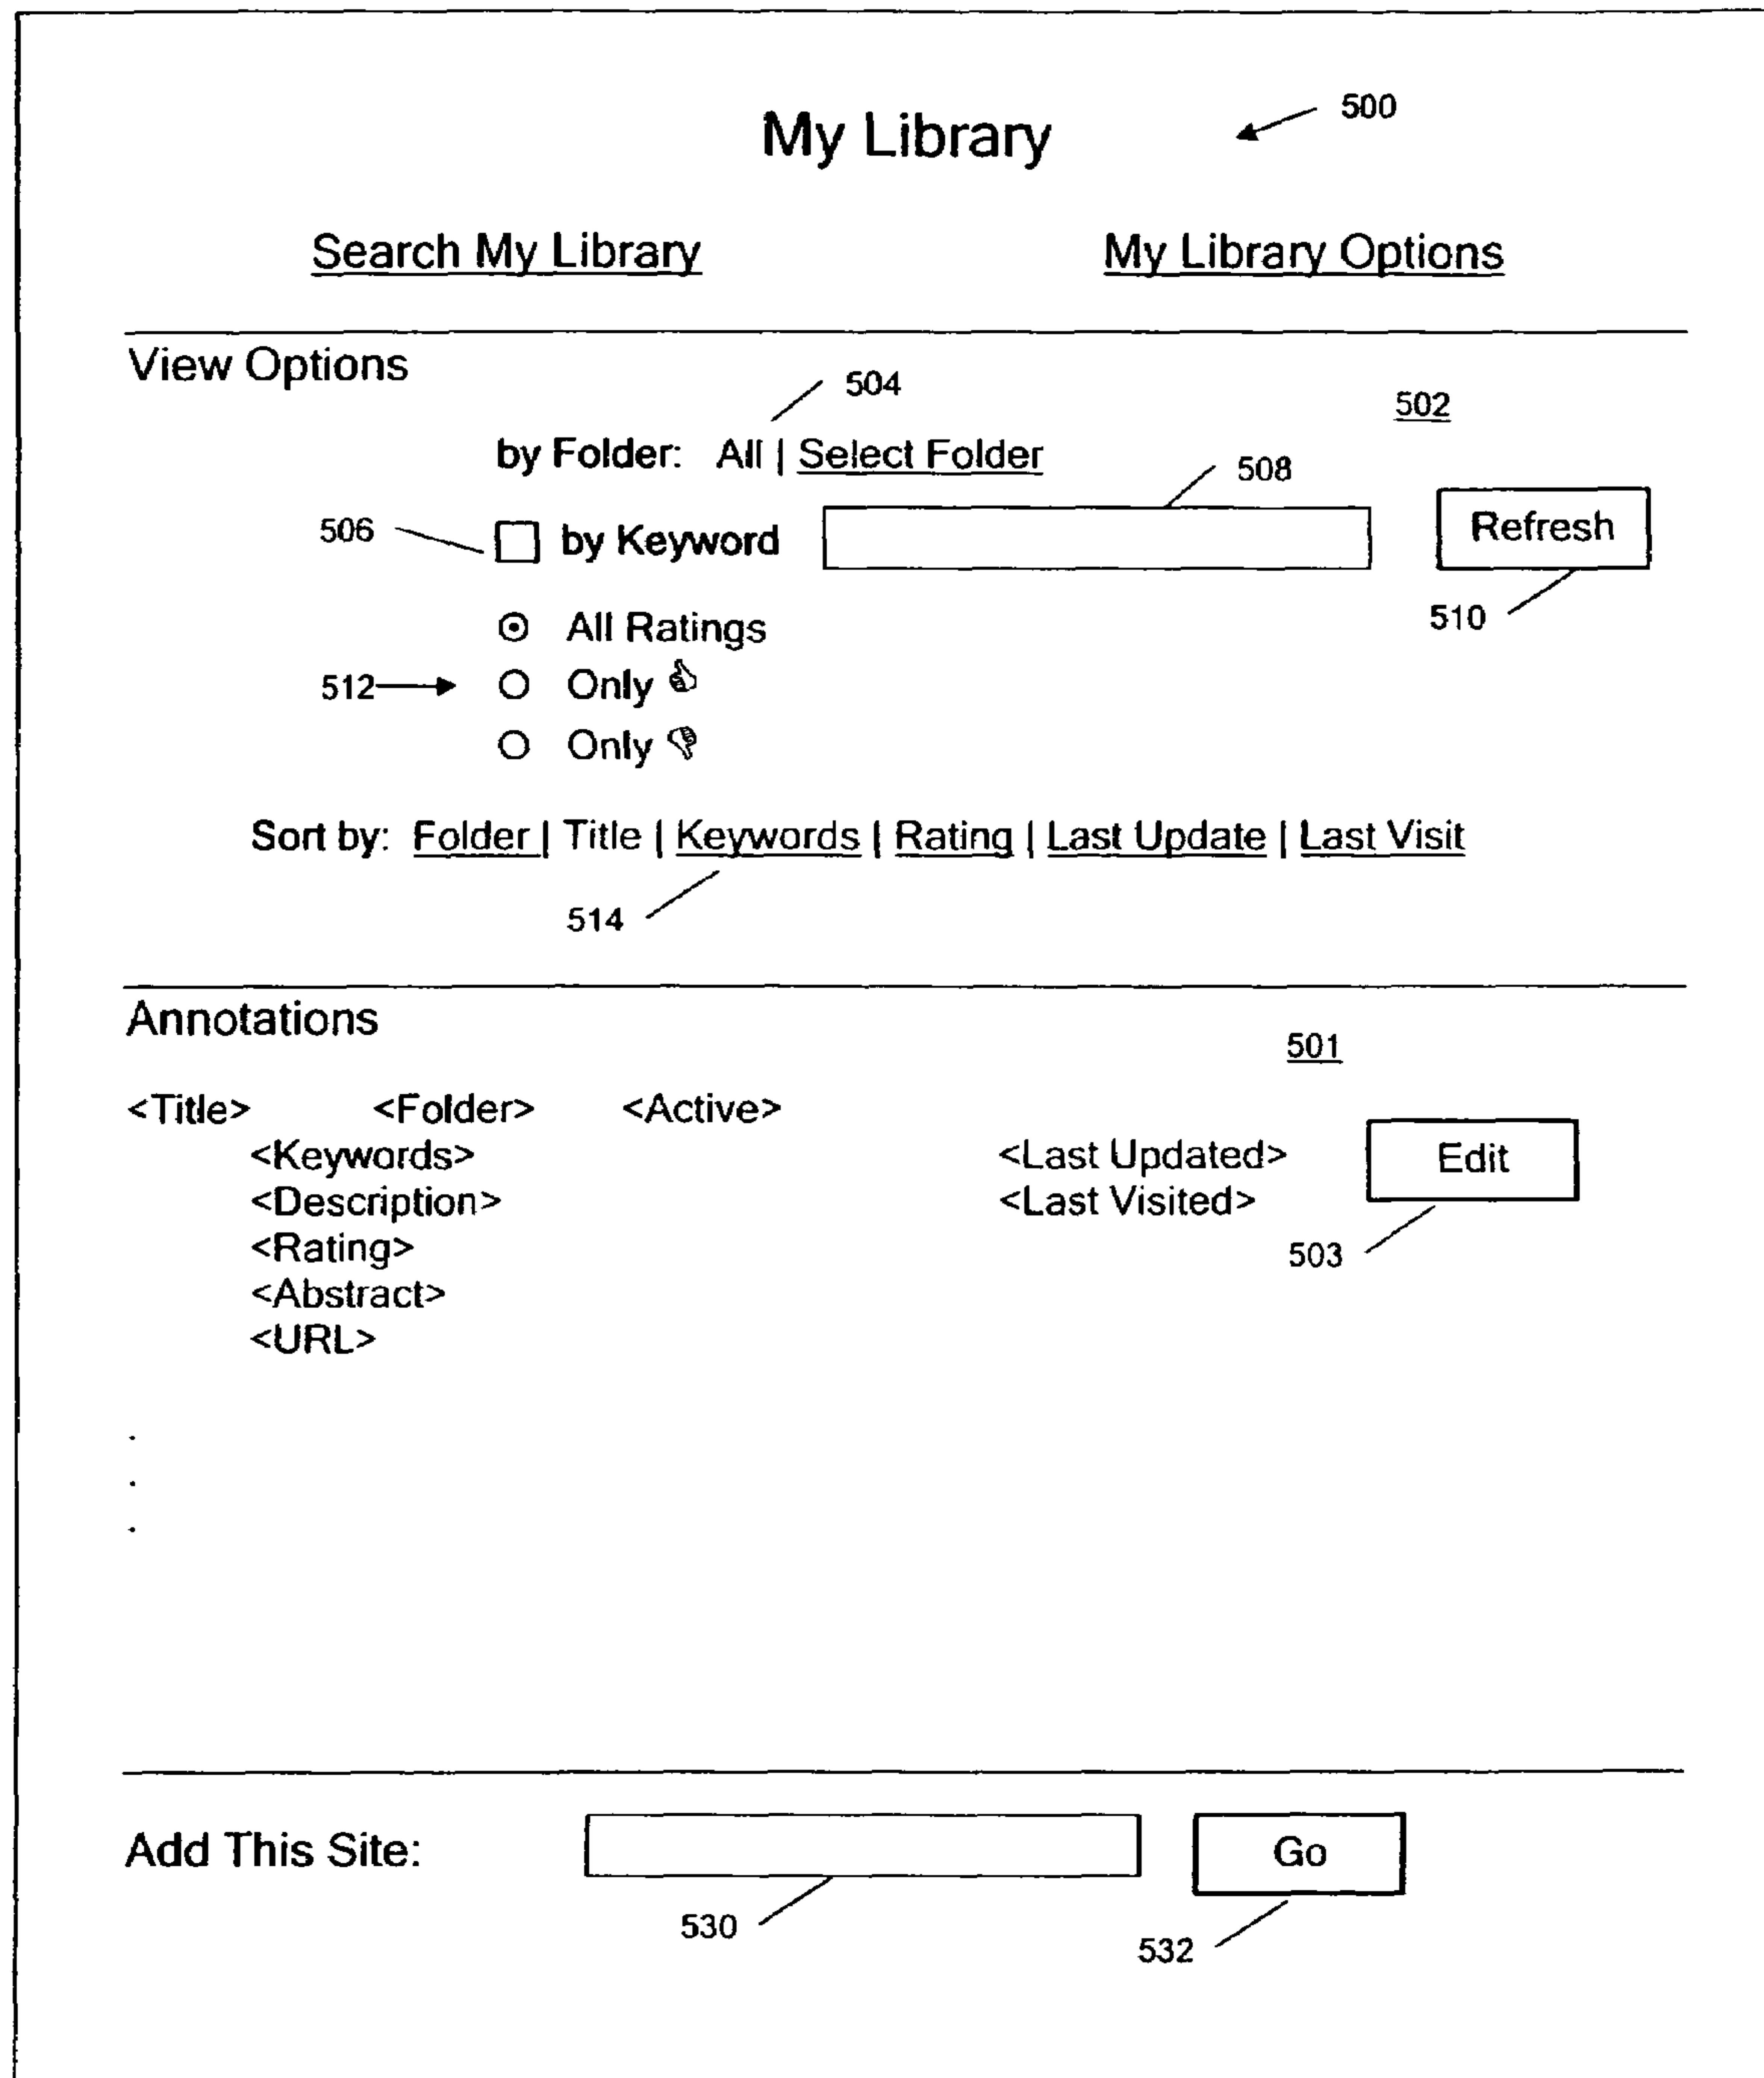 My Library 500
Search My Library My Library Options
View Options
504
502
by Folder: All | Select Folder
508
506 by Keyword Refresh
510
All Ratings
512 Only
Only
Sort by: Folder | Title | Keywords | Rating | Last Update | Last Visit
514
Annotations
501
<Title> <Folder> <Active>
<Keywords> <Last Updated> Edit
<Description> <Last Visited>
<Rating> 503
<Abstract>
<URL>
.
.
.
Add This Site: Go
530
532